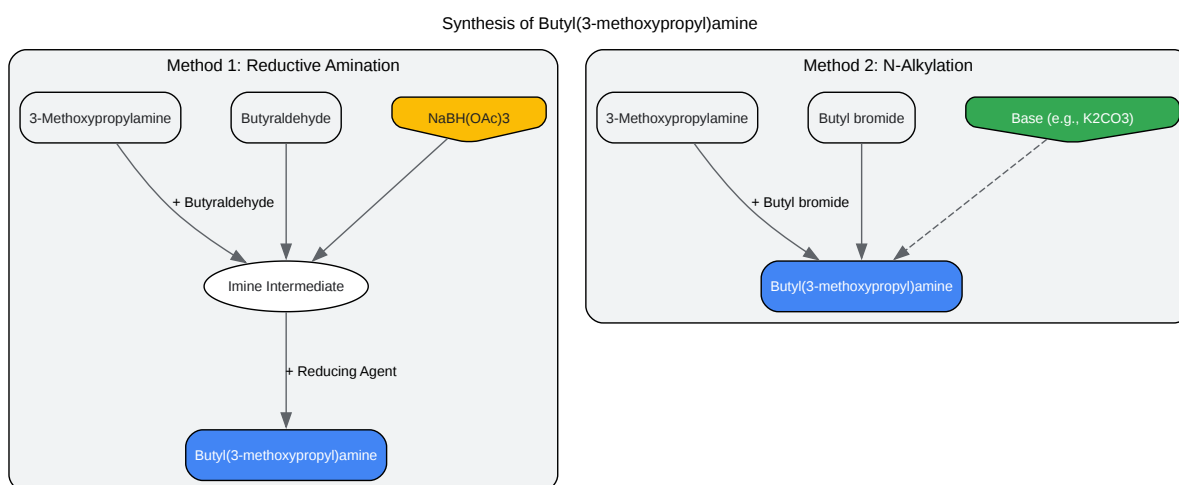 Synthesis of Butyl(3-methoxypropyl)amine
Method 1: Reductive Amination
3-Methoxypropylamine
Butyraldehyde
NaBH(OAc)3
+ Butyraldehyde
Imine Intermediate
+ Reducing Agent
Butyl(3-methoxypropyl)amine
Method 2: N-Alkylation
3-Methoxypropylamine
Butyl bromide
Base (e.g., K2CO3)
+ Butyl bromide
Butyl(3-methoxypropyl)amine